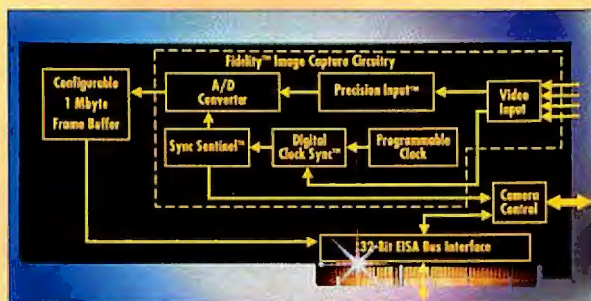 Fidelity™ Image Capture Circuitry
Configurable
1 Mbyte
Frame Buffer
A/D
Converter
Precision Input™
Video
Input
Sync Sentinel™
Digital
Clock Sync™
Programmable
Clock
Camera
Control
32-Bit EISA Bus Interface